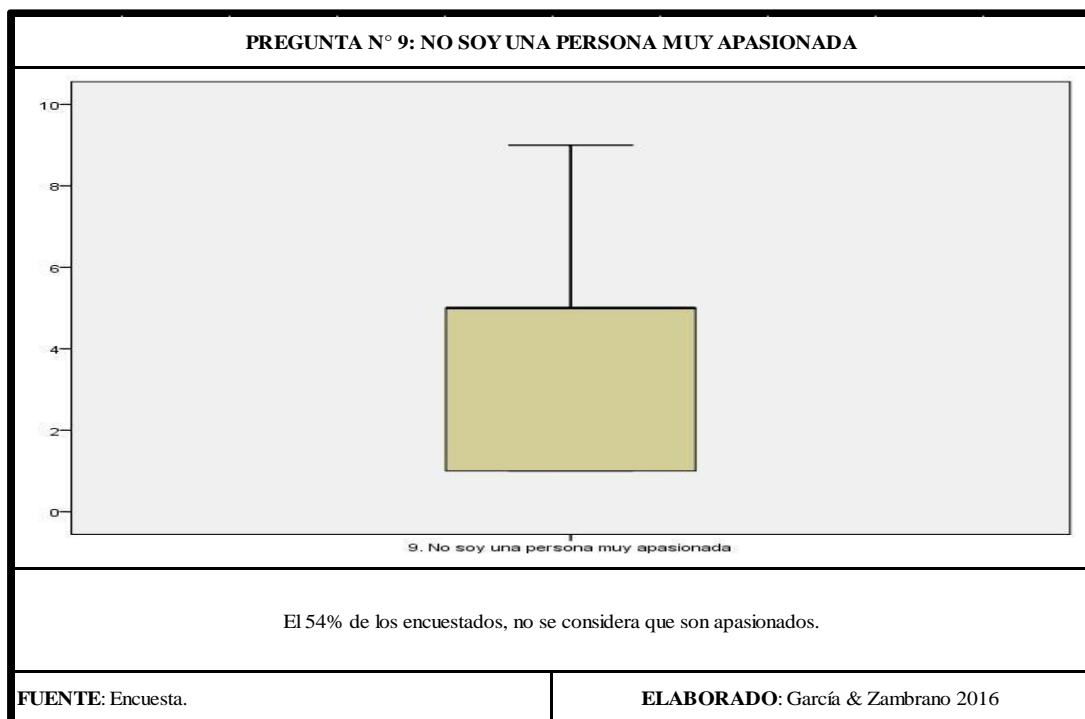 PREGUNTA N° 9: NO SOY UNA PERSONA MUY APASIONADA
10
8
6
4
2
0
9. No soy una persona muy apasionada
El 54% de los encuestados, no se considera que son apasionados.
FUENTE: Encuesta.
ELABORADO: García & Zambrano 2016